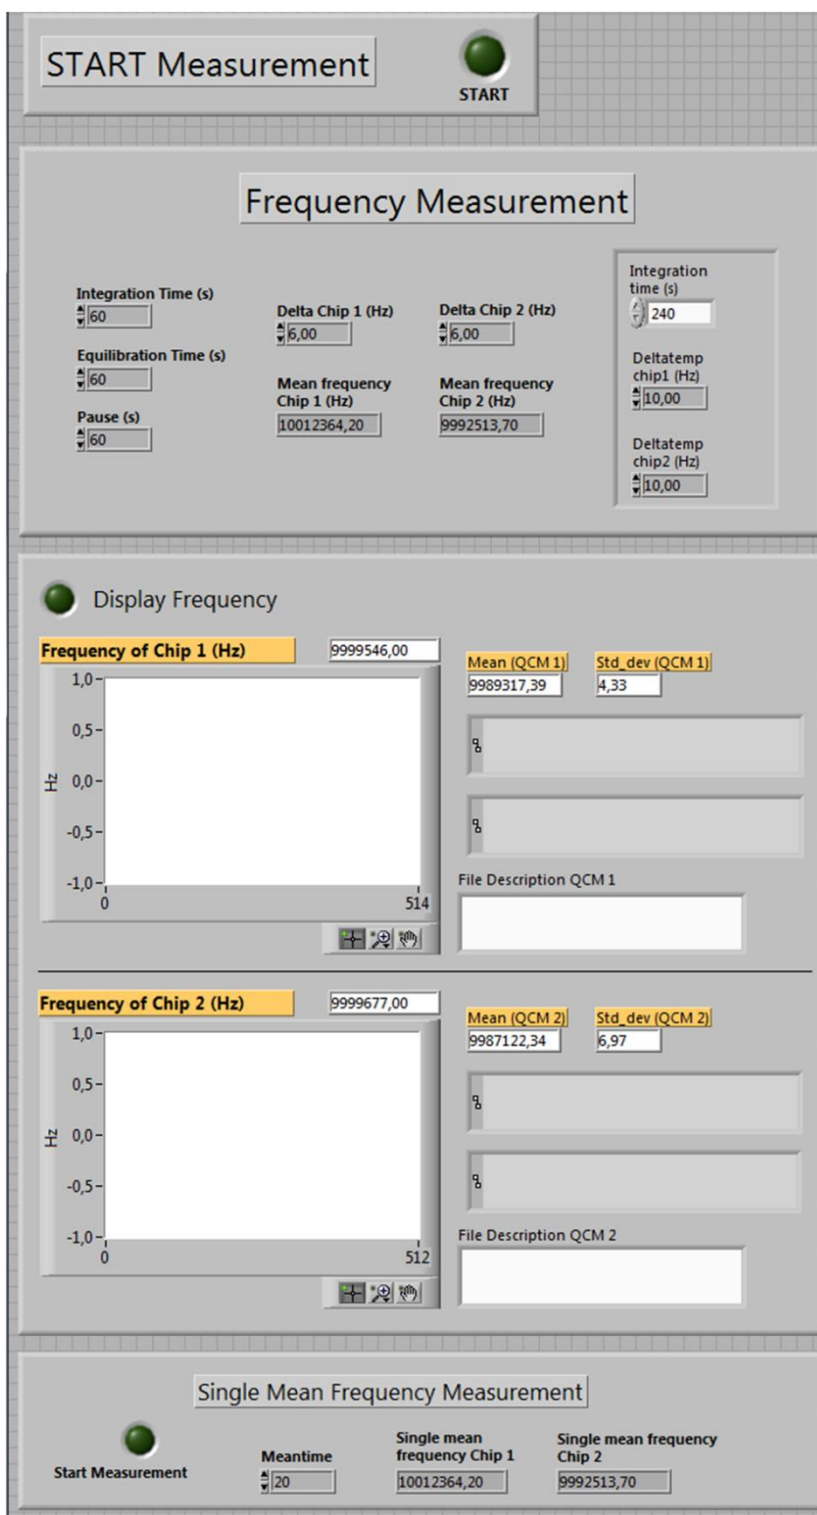 START Measurement
START
Frequency Measurement
Integration Time (s)
60
Equilibration Time (s)
60
Pause (s)
60
Delta Chip 1 (Hz)
6,00
Mean frequency
Chip 1 (Hz)
10012364,20
Delta Chip 2 (Hz)
6,00
Mean frequency
Chip 2 (Hz)
9992513,70
Integration
time (s)
240
Deltatemp
chip1 (Hz)
10,00
Deltatemp
chip2 (Hz)
10,00
Display Frequency
Frequency of Chip 1 (Hz)
9999546,00
1,0
0,5
0,0
-0,5
-1,0
Hz
0
514
Mean (QCM 1)
9989317,39
Std_dev (QCM 1)
4,33
File Description QCM 1
Frequency of Chip 2 (Hz)
9999677,00
1,0
0,5
0,0
-0,5
-1,0
Hz
0
512
Mean (QCM 2)
9987122,34
Std_dev (QCM 2)
6,97
File Description QCM 2
Single Mean Frequency Measurement
Start Measurement
Meantime
20
Single mean
frequency Chip 1
10012364,20
Single mean frequency
Chip 2
9992513,70